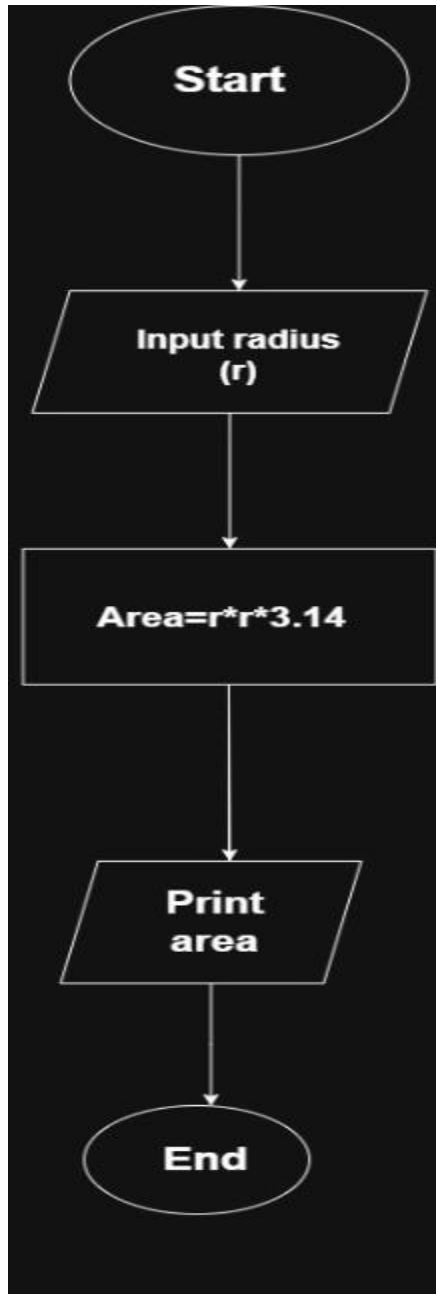 Start
Input radius
(r)
Area=r*r*3.14
Print
area
End